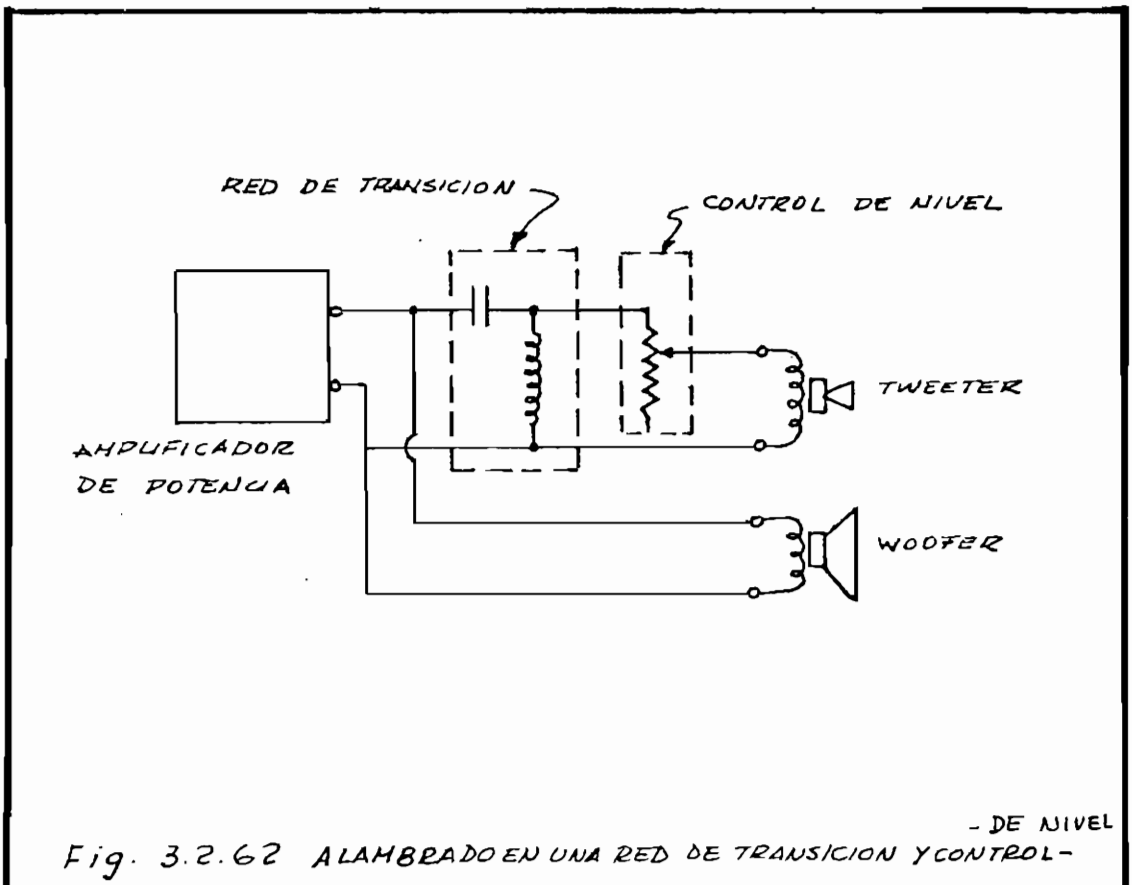 RED DE TRANSICION
CONTROL DE NIVEL
TWEETER
AMPLIFICADOR
DE POTENCIA
WOOFER
- DE NIVEL
Fig. 3.2.62 ALAMBRADO EN UNA RED DE TRANSICION Y CONTROL-